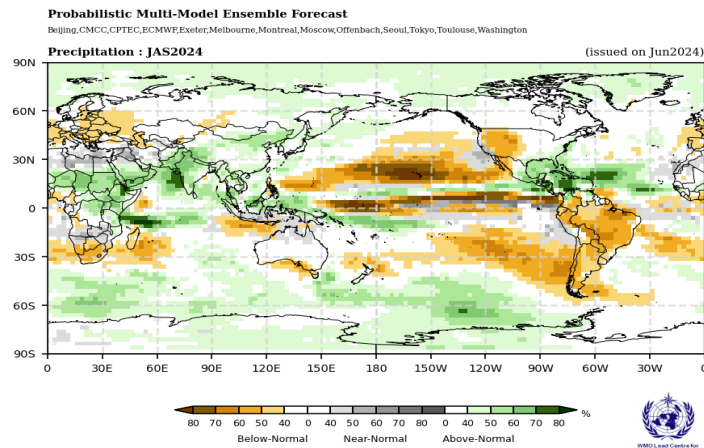 Probabilistic Multi-Model Ensemble Forecast
Beijing,CMCC,CPTEC,ECMWF,Exeter,Melbourne,Montreal,Moscow,Offenbach,Seoul,Tokyo,Toulouse,Washington
Precipitation : JAS2024 (issued on Jun2024)
90N
60N
30N
0
30S
60S
90S
0 30E 60E 90E 120E 150E 180 150W 120W 90W 60W 30W 0
80 70 60 50 40 0 40 50 60 70 80 0 40 50 60 70 80 %
Below-Normal Near-Normal Above-Normal
WMO Lead Centre for